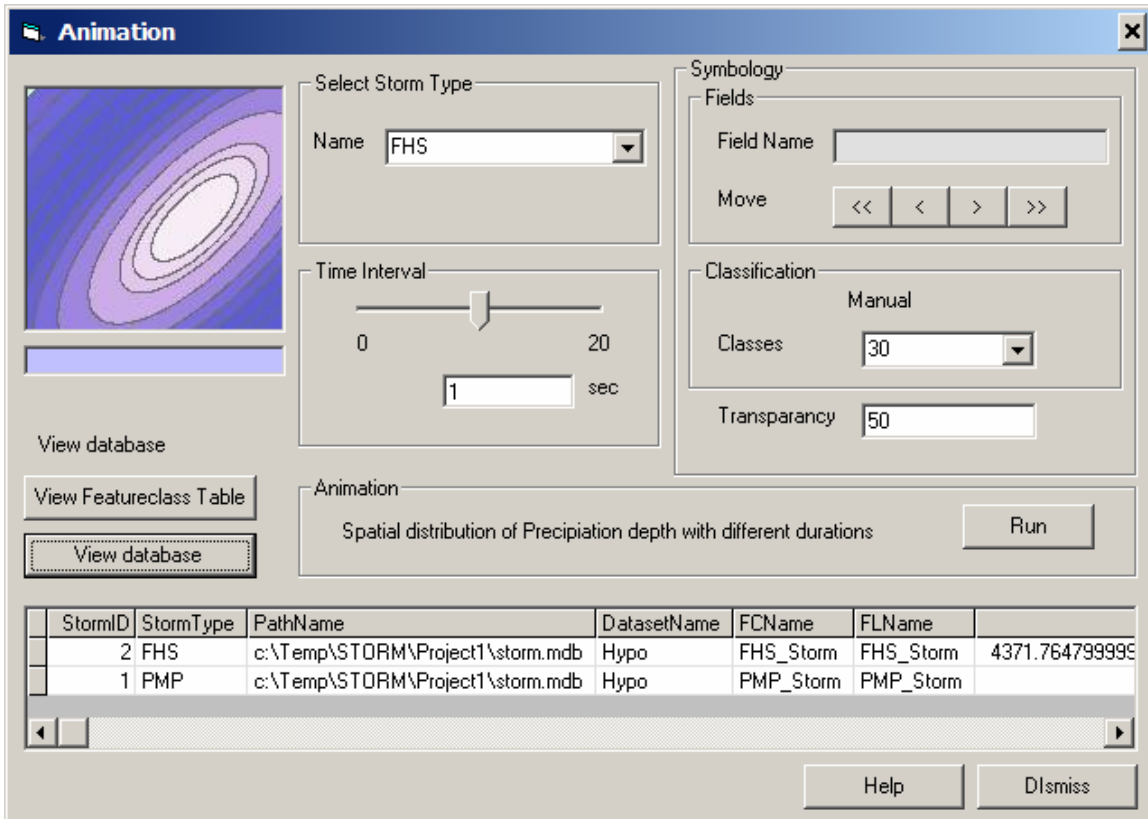 Animation
Select Storm Type
Name FHS
Time Interval
0 20
1 sec
Symbology
Fields
Field Name
Move << < > >>
Classification
Manual
Classes 30
Transparancy 50
View database
View Featureclass Table
View database
Animation
Spatial distribution of Precipiation depth with different durations Run
StormID StormType PathName DatasetName FCName FLName
2 FHS c:\Temp\STORM\Project1\storm.mdb Hypo FHS_Storm FHS_Storm 4371.764799999
1 PMP c:\Temp\STORM\Project1\storm.mdb Hypo PMP_Storm PMP_Storm
Help DIsmiss